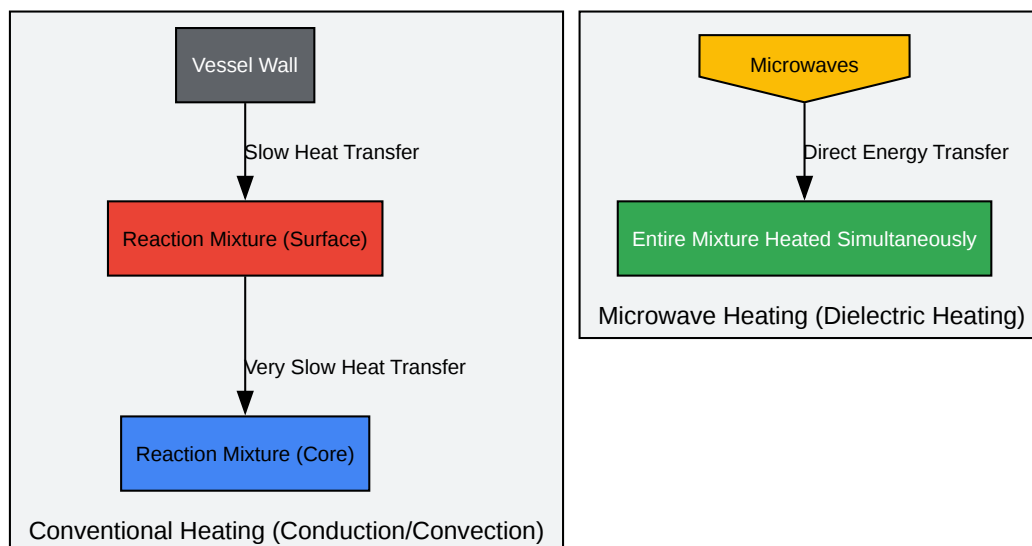 Vessel Wall
Slow Heat Transfer
Reaction Mixture (Surface)
Very Slow Heat Transfer
Reaction Mixture (Core)
Conventional Heating (Conduction/Convection)
Microwaves
Direct Energy Transfer
Entire Mixture Heated Simultaneously
Microwave Heating (Dielectric Heating)